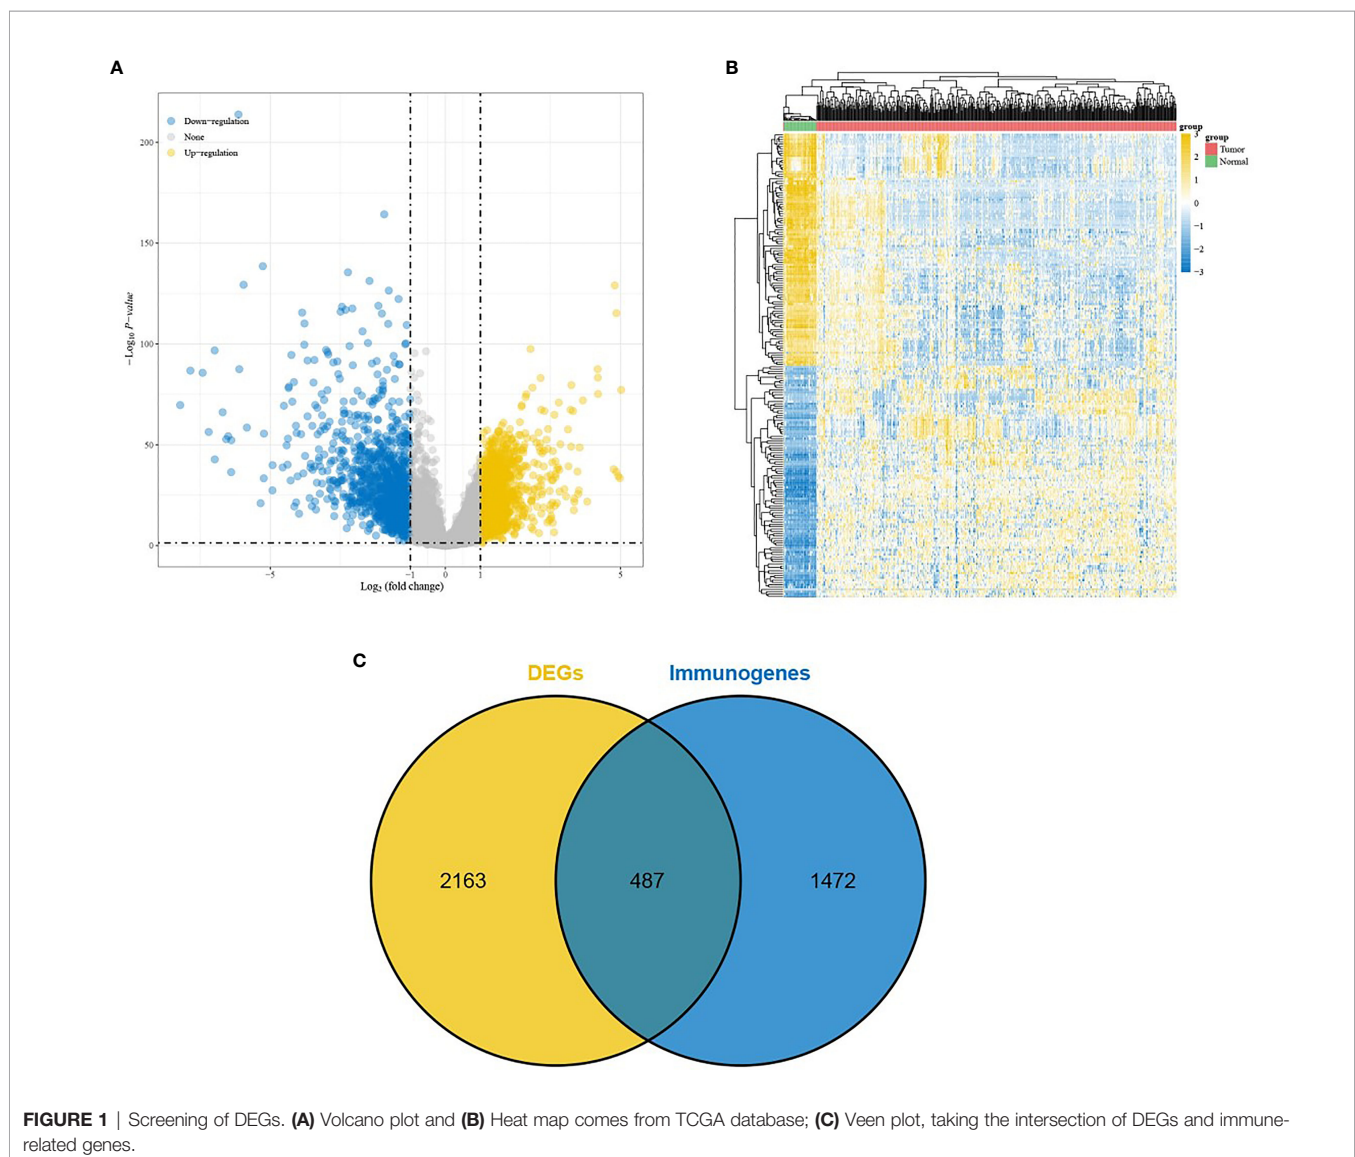 A
Down-regulation
None
Up-regulation
200
150
100
50
0
-Log10 P-value
-5
-1
0
1
5
Log2 (fold change)
B
group
3
2
1
0
-1
-2
-3
group
Tumor
Normal
C
DEGs
Immunogenes
2163
487
1472
FIGURE 1 | Screening of DEGs. (A) Volcano plot and (B) Heat map comes from TCGA database; (C) Veen plot, taking the intersection of DEGs and immune-
related genes.